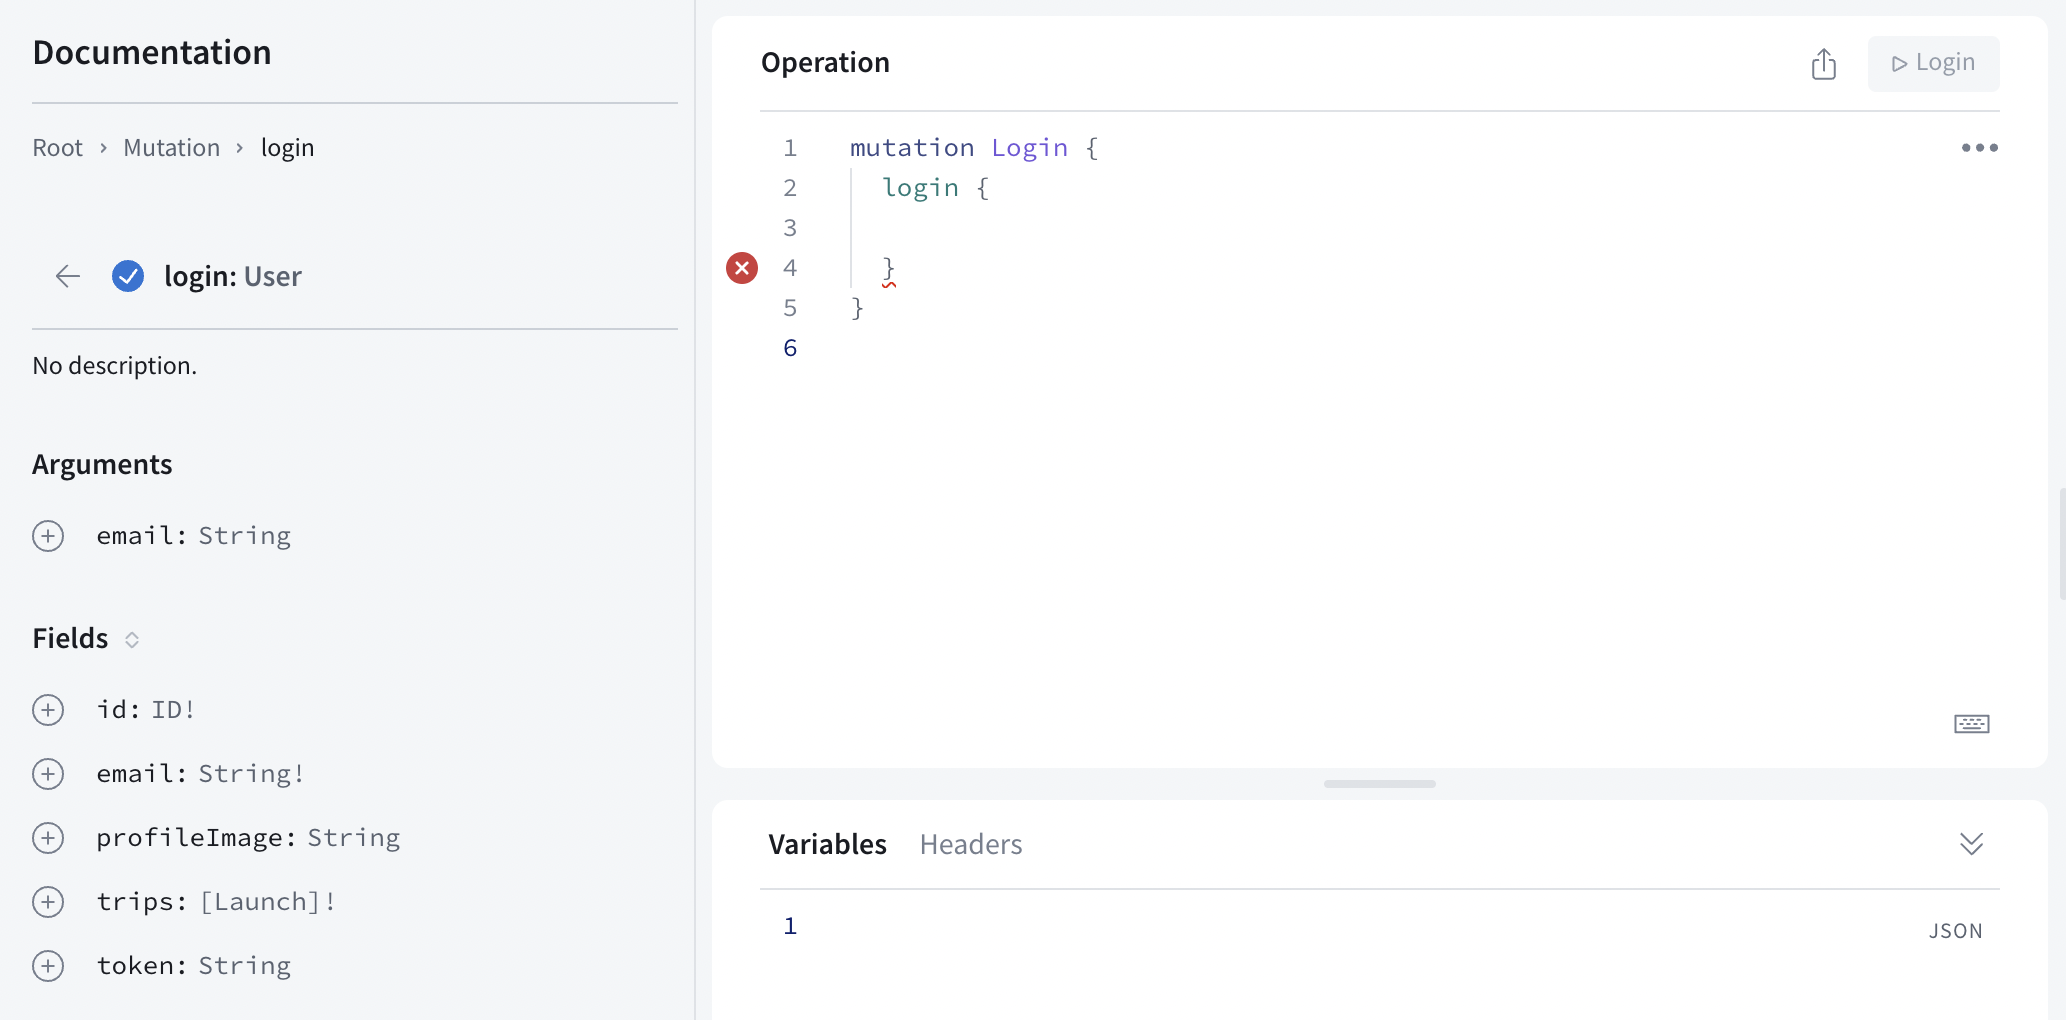 Documentation
Root › Mutation › login
login: User
No description.
Arguments
email: String
Fields
id: ID!
email: String!
profileImage: String
trips: [Launch]!
token: String
Operation
Login
1 mutation Login {
2 login {
3
4 }
5 }
6
Variables Headers
1
JSON